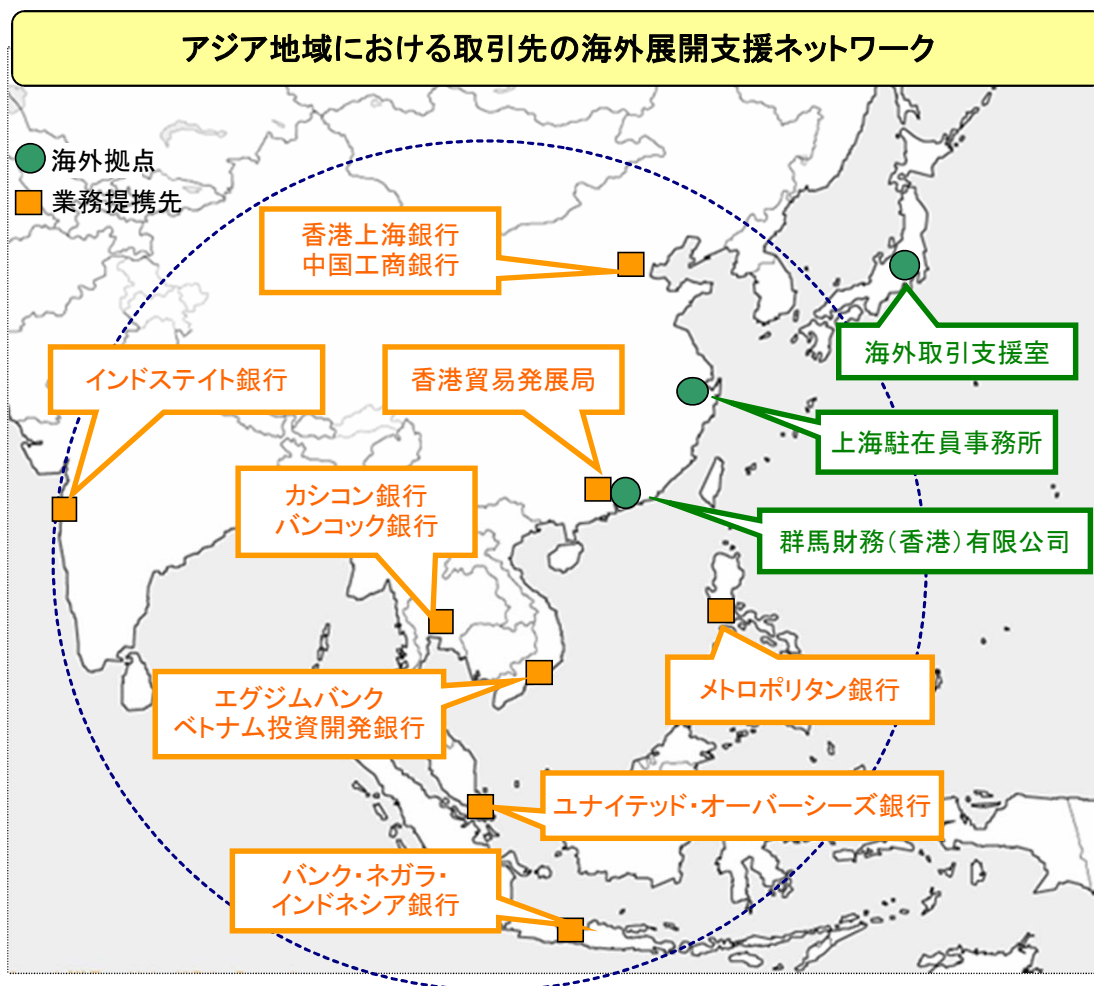 アジア地域における取引先の海外展開支援ネットワーク
海外拠点
業務提携先
香港上海銀行
中国工商銀行
海外取引支援室
インドステイト銀行
香港貿易発展局
上海駐在員事務所
カシコン銀行
バンコック銀行
群馬財務(香港)有限公司
エグジムバンク
ベトナム投資開発銀行
メトロポリタン銀行
ユナイテッド・オーバーシーズ銀行
バンク・ネガラ・
インドネシア銀行